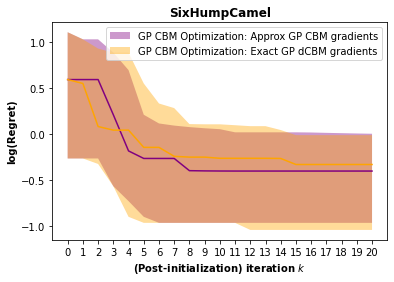 SixHumpCamel
GP CBM Optimization: Approx GP CBM gradients
GP CBM Optimization: Exact GP dCBM gradients
log(Regret)
1.0
0.5
0.0
−0.5
−1.0
0 1 2 3 4 5 6 7 8 9 10 11 12 13 14 15 16 17 18 19 20
(Post-initialization) iteration k